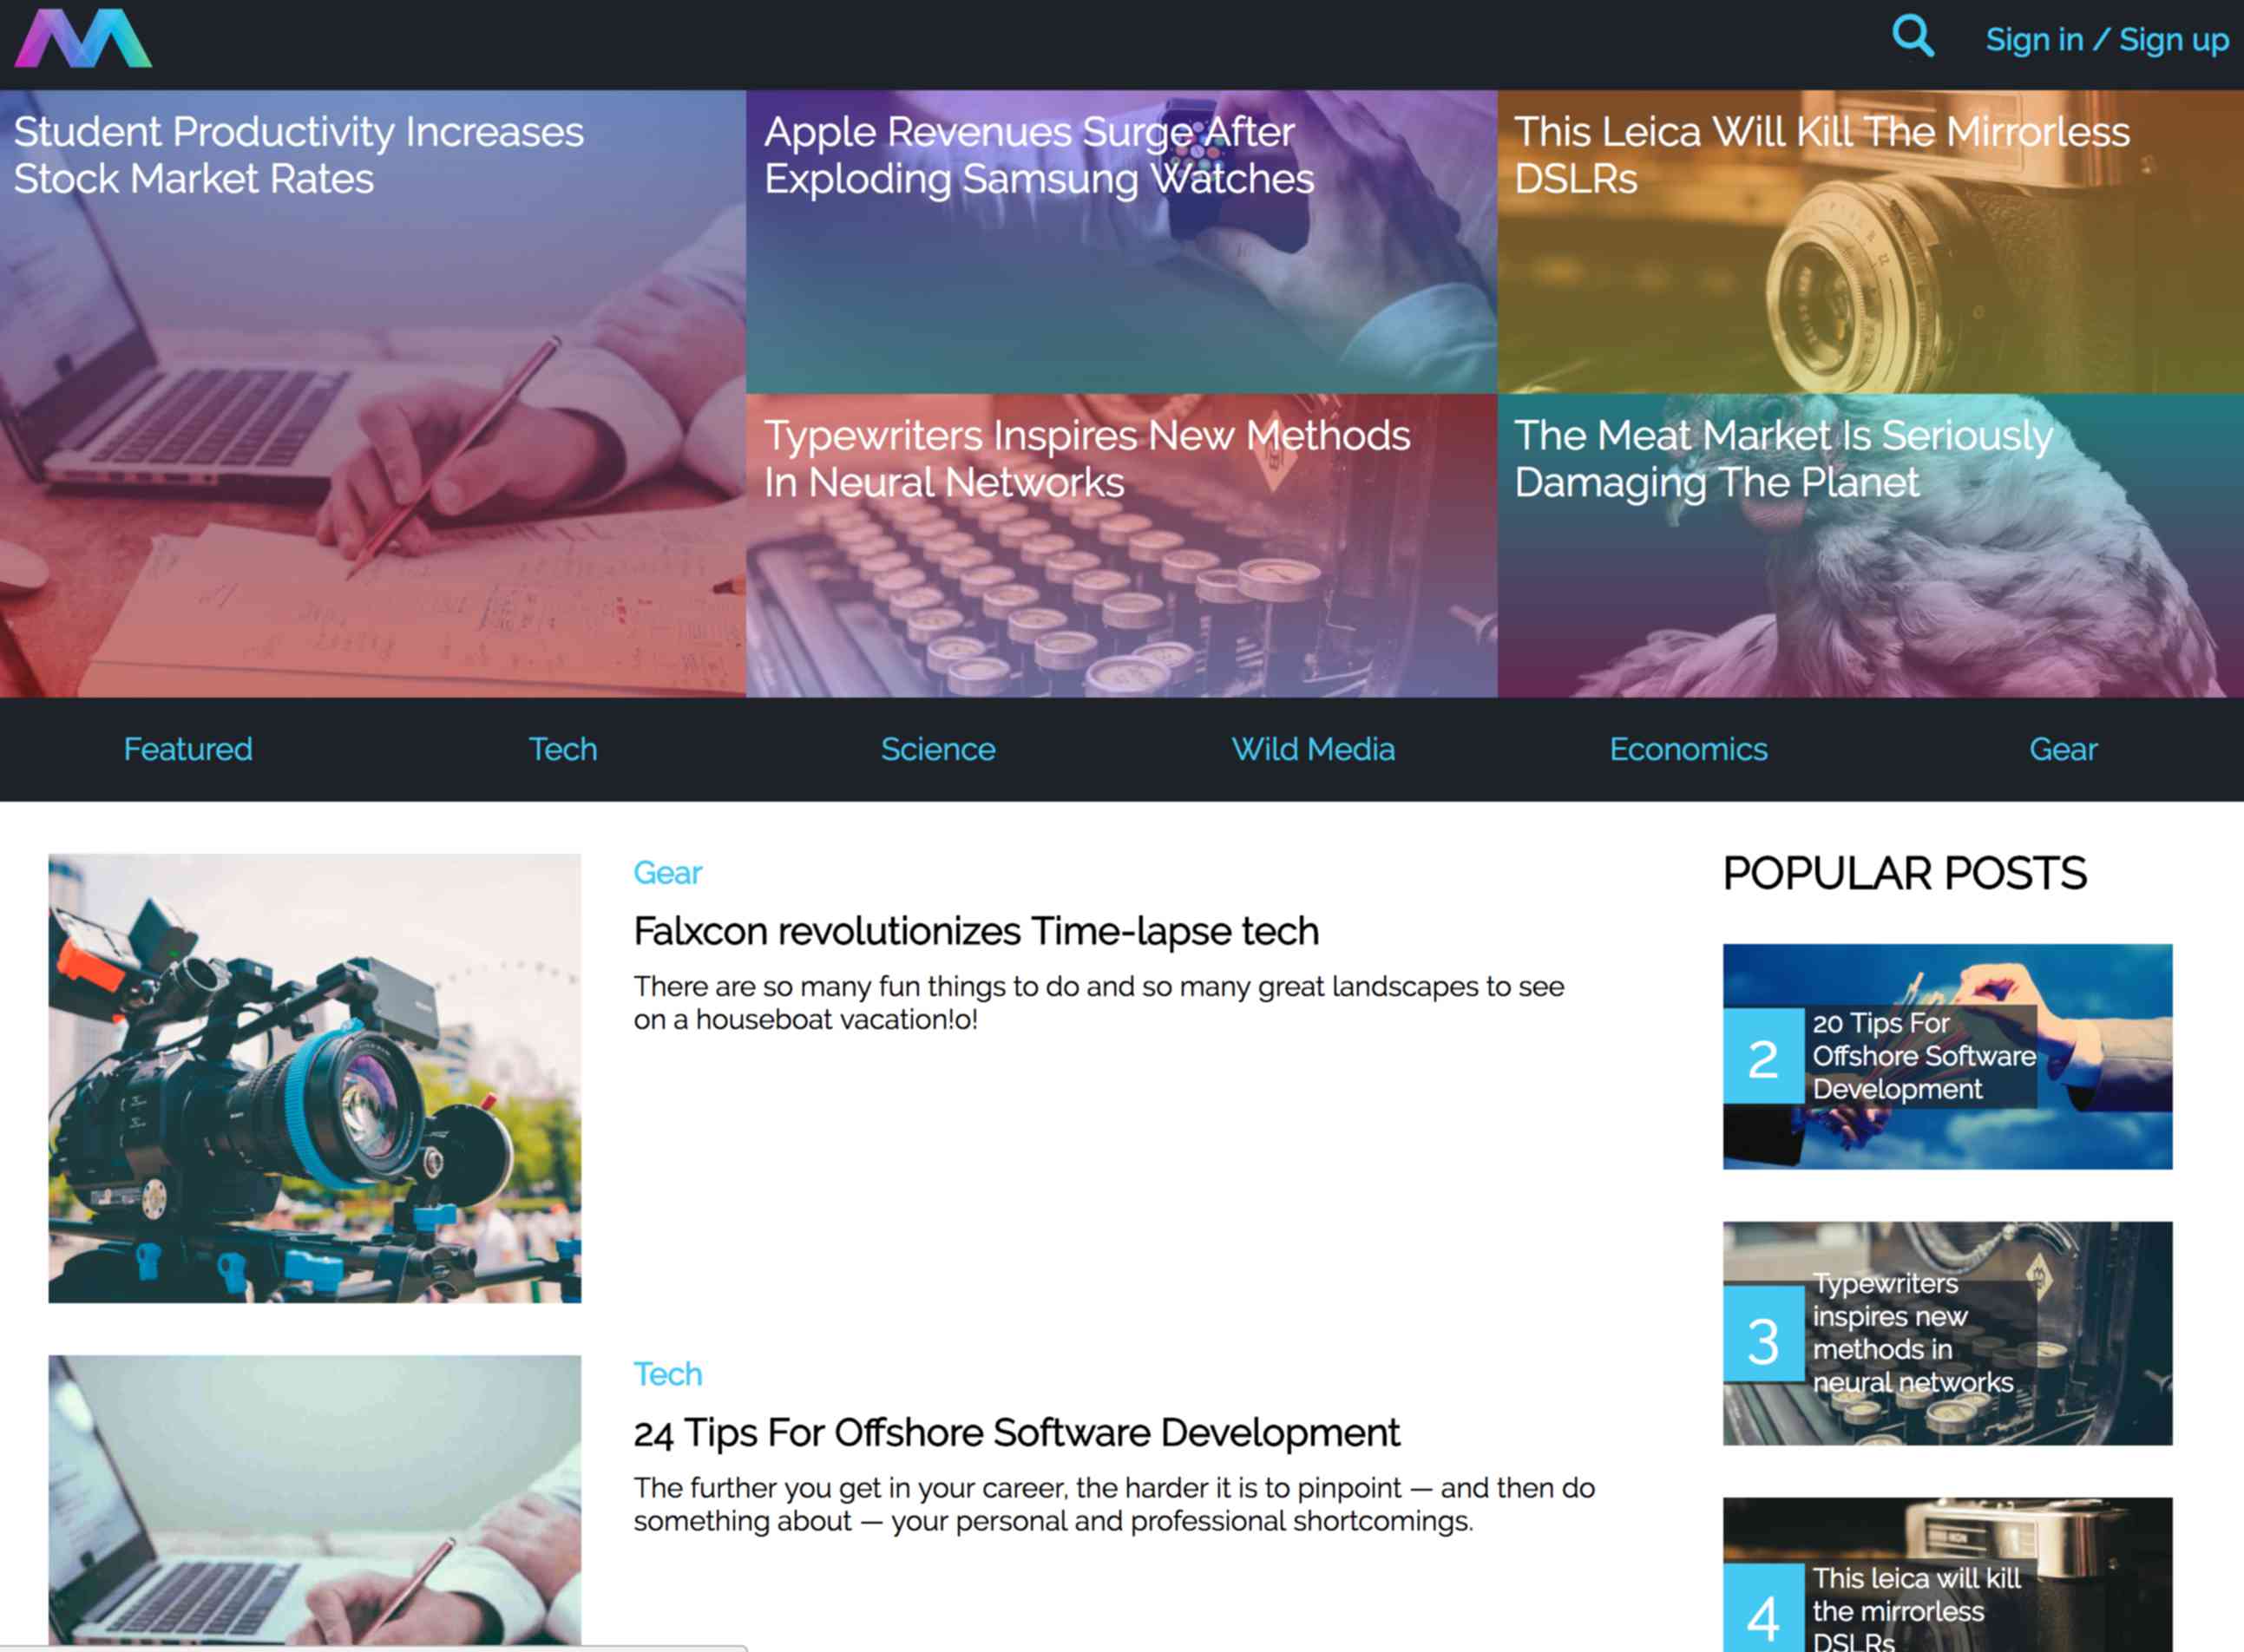 Sign in / Sign up
Student Productivity Increases
Stock Market Rates
Apple Revenues Surge After
Exploding Samsung Watches
This Leica Will Kill The Mirrorless
DSLRs
Typewriters Inspires New Methods
In Neural Networks
The Meat Market Is Seriously
Damaging The Planet
Featured
Tech
Science
Wild Media
Economics
Gear
Gear
Falxcon revolutionizes Time-lapse tech
There are so many fun things to do and so many great landscapes to see
on a houseboat vacation!o!
Tech
24 Tips For Offshore Software Development
The further you get in your career, the harder it is to pinpoint — and then do
something about — your personal and professional shortcomings.
POPULAR POSTS
2
20 Tips For
Offshore Software
Development
3
Typewriters
inspires new
methods in
neural networks
4
This leica will kill
the mirrorless
DSLRs